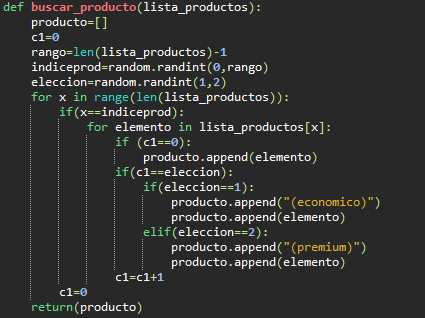 def buscar_producto(lista_productos):
    producto=[]
    c1=0
    rango=len(lista_productos)-1
    indiceprod=random.randint(0,rango)
    eleccion=random.randint(1,2)
    for x in range(len(lista_productos)):
        if(x==indiceprod):
            for elemento in lista_productos[x]:
                if (c1==0):
                    producto.append(elemento)
                if(c1==eleccion):
                    if(eleccion==1):
                        producto.append("(economico)")
                        producto.append(elemento)
                    elif(eleccion==2):
                        producto.append("(premium)")
                        producto.append(elemento)
                c1=c1+1
        c1=0
    return(producto)